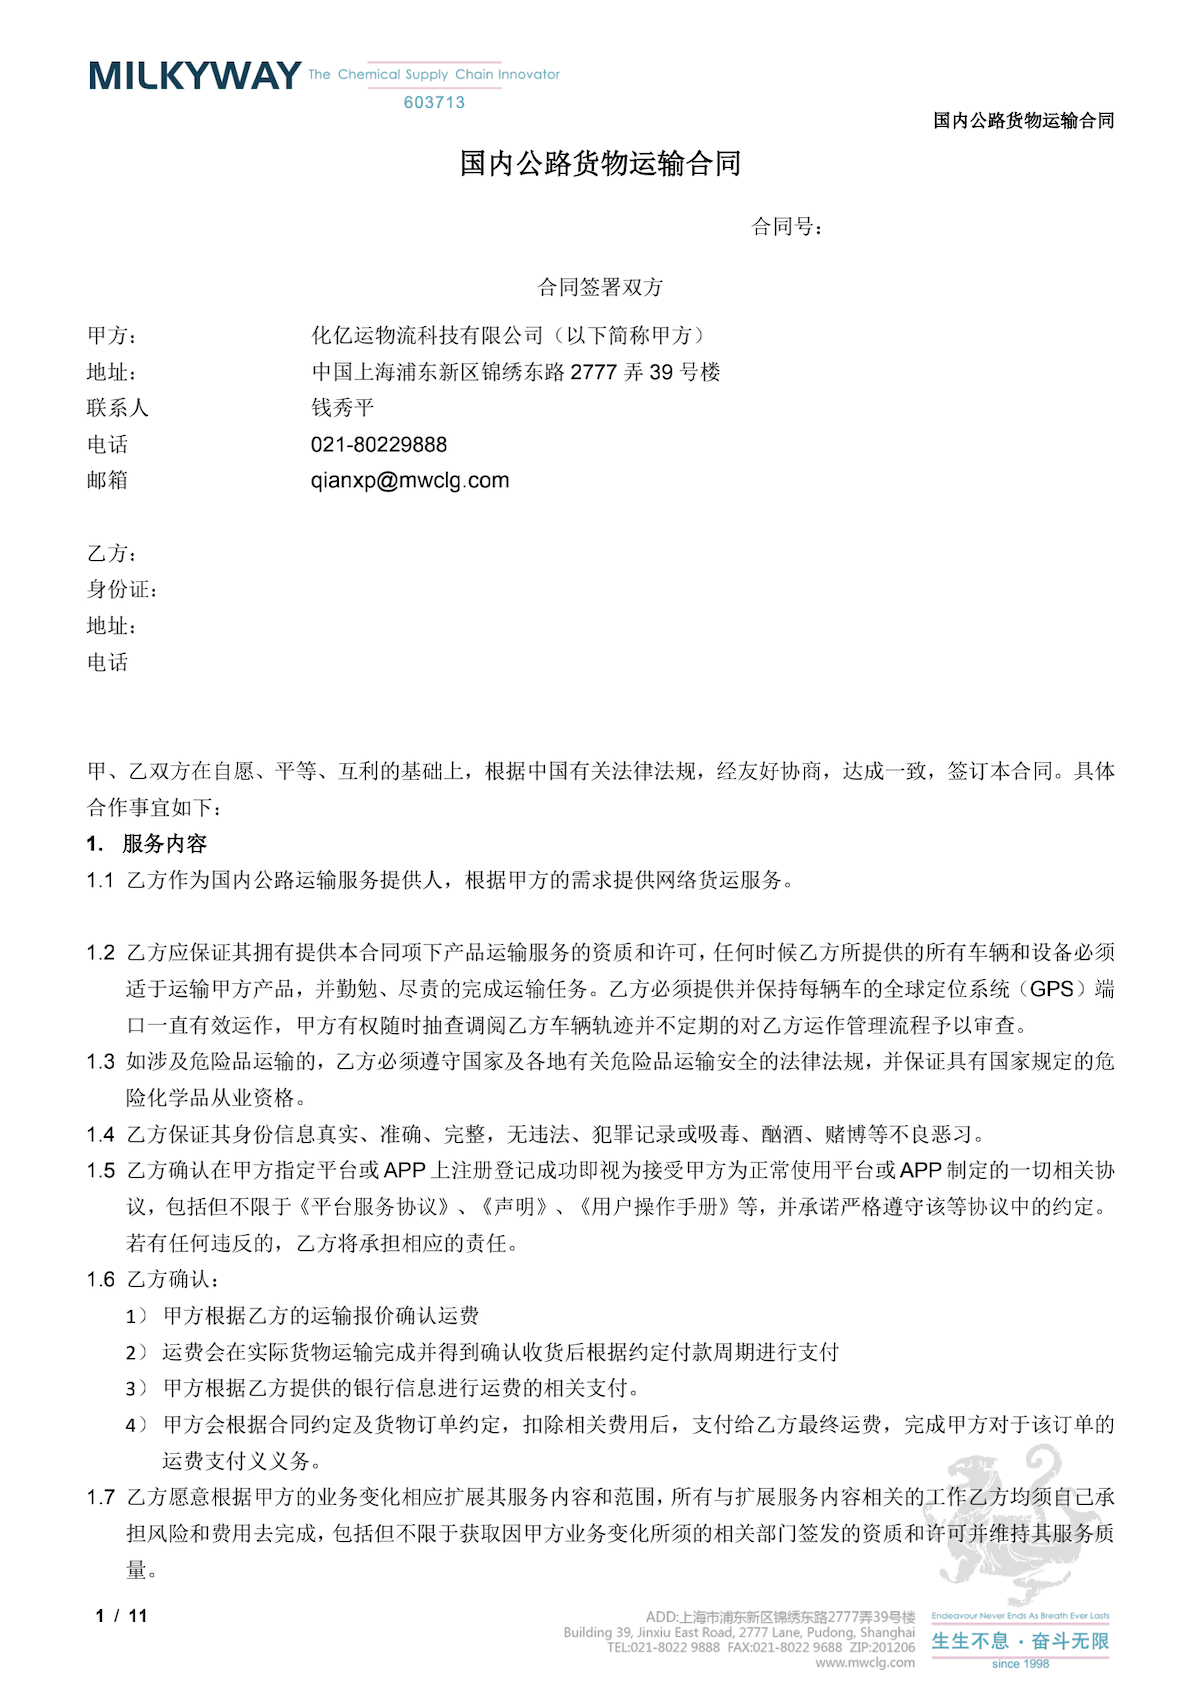 MILKYWAY The Chemical Supply Chain Innovator
603713
国内公路货物运输合同
国内公路货物运输合同
合同号：
合同签署双方
甲方： 化亿运物流科技有限公司（以下简称甲方）
地址： 中国上海浦东新区锦绣东路 2777 弄 39 号楼
联系人 钱秀平
电话 021-80229888
邮箱 qianxp@mwclg.com
乙方：
身份证：
地址：
电话
甲、乙双方在自愿、平等、互利的基础上，根据中国有关法律法规，经友好协商，达成一致，签订本合同。具体
合作事宜如下：
1. 服务内容
1.1 乙方作为国内公路运输服务提供人，根据甲方的需求提供网络货运服务。
1.2 乙方应保证其拥有提供本合同项下产品运输服务的资质和许可，任何时候乙方所提供的所有车辆和设备必须
适于运输甲方产品，并勤勉、尽责的完成运输任务。乙方必须提供并保持每辆车的全球定位系统（GPS）端
口一直有效运作，甲方有权随时抽查调阅乙方车辆轨迹并不定期的对乙方运作管理流程予以审查。
1.3 如涉及危险品运输的，乙方必须遵守国家及各地有关危险品运输安全的法律法规，并保证具有国家规定的危
险化学品从业资格。
1.4 乙方保证其身份信息真实、准确、完整，无违法、犯罪记录或吸毒、酗酒、赌博等不良恶习。
1.5 乙方确认在甲方指定平台或 APP 上注册登记成功即视为接受甲方为正常使用平台或 APP 制定的一切相关协
议，包括但不限于《平台服务协议》、《声明》、《用户操作手册》等，并承诺严格遵守该等协议中的约定。
若有任何违反的，乙方将承担相应的责任。
1.6 乙方确认：
1） 甲方根据乙方的运输报价确认运费
2） 运费会在实际货物运输完成并得到确认收货后根据约定付款周期进行支付
3） 甲方根据乙方提供的银行信息进行运费的相关支付。
4） 甲方会根据合同约定及货物订单约定，扣除相关费用后，支付给乙方最终运费，完成甲方对于该订单的
运费支付义义务。
1.7 乙方愿意根据甲方的业务变化相应扩展其服务内容和范围，所有与扩展服务内容相关的工作乙方均须自己承
担风险和费用去完成，包括但不限于获取因甲方业务变化所须的相关部门签发的资质和许可并维持其服务质
量。
1 / 11
ADD:上海市浦东新区锦绣东路2777弄39号楼
Building 39, Jinxiu East Road, 2777 Lane, Pudong, Shanghai
TEL:021-8022 9888 FAX:021-8022 9688 ZIP:201206
www.mwclg.com
Endeavour Never Ends As Breath Ever Lasts
生生不息·奋斗无限
since 1998